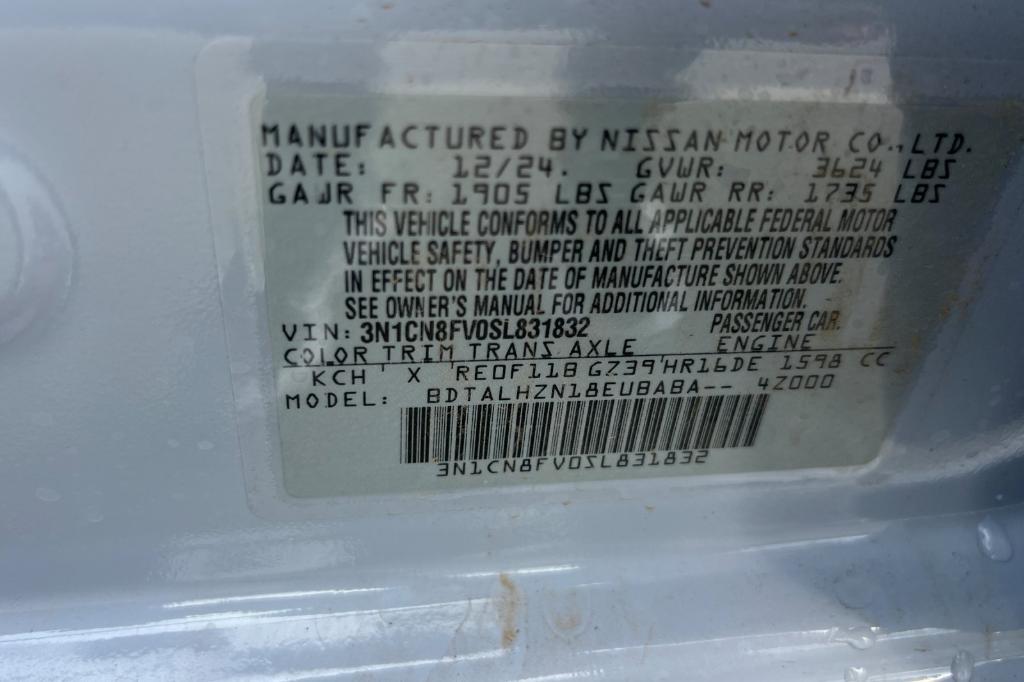 MANUFACTURED BY NISSAN MOTOR CO., LTD.
DATE: 12/24. GVWR: 3624 LBS
GAWR FR: 1905 LBS GAWR RR: 1735 LBS
THIS VEHICLE CONFORMS TO ALL APPLICABLE FEDERAL MOTOR
VEHICLE SAFETY, BUMPER AND THEFT PREVENTION STANDARDS
IN EFFECT ON THE DATE OF MANUFACTURE SHOWN ABOVE.
SEE OWNER'S MANUAL FOR ADDITIONAL INFORMATION.
VIN: 3N1CN8FV0SL831832 PASSENGER CAR.
COLOR TRIM TRANS AXLE ENGINE
KCH ' X 'RE0F11B GZ39'HR16DE 1598 CC
MODEL: BDTALHZN18EUBABA-- 4Z000
3N1CN8FV0SL831832